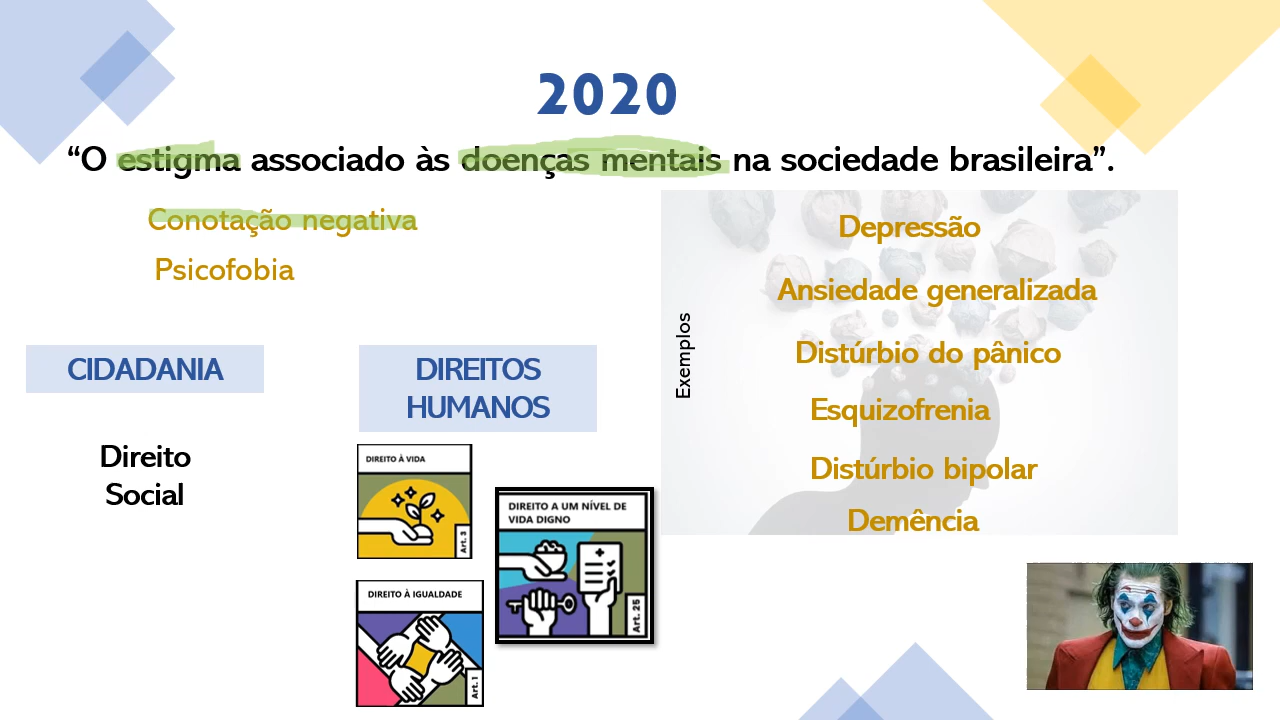 2020
“O estigma associado às doenças mentais na sociedade brasileira”.
Conotação negativa
Psicofobia
CIDADANIA
Direito
Social
DIREITOS
HUMANOS
DIREITO À VIDA
Art. 3
DIREITO A UM NÍVEL DE
VIDA DIGNO
Art. 25
DIREITO À IGUALDADE
Art. 1
Exemplos
Depressão
Ansiedade generalizada
Distúrbio do pânico
Esquizofrenia
Distúrbio bipolar
Demência